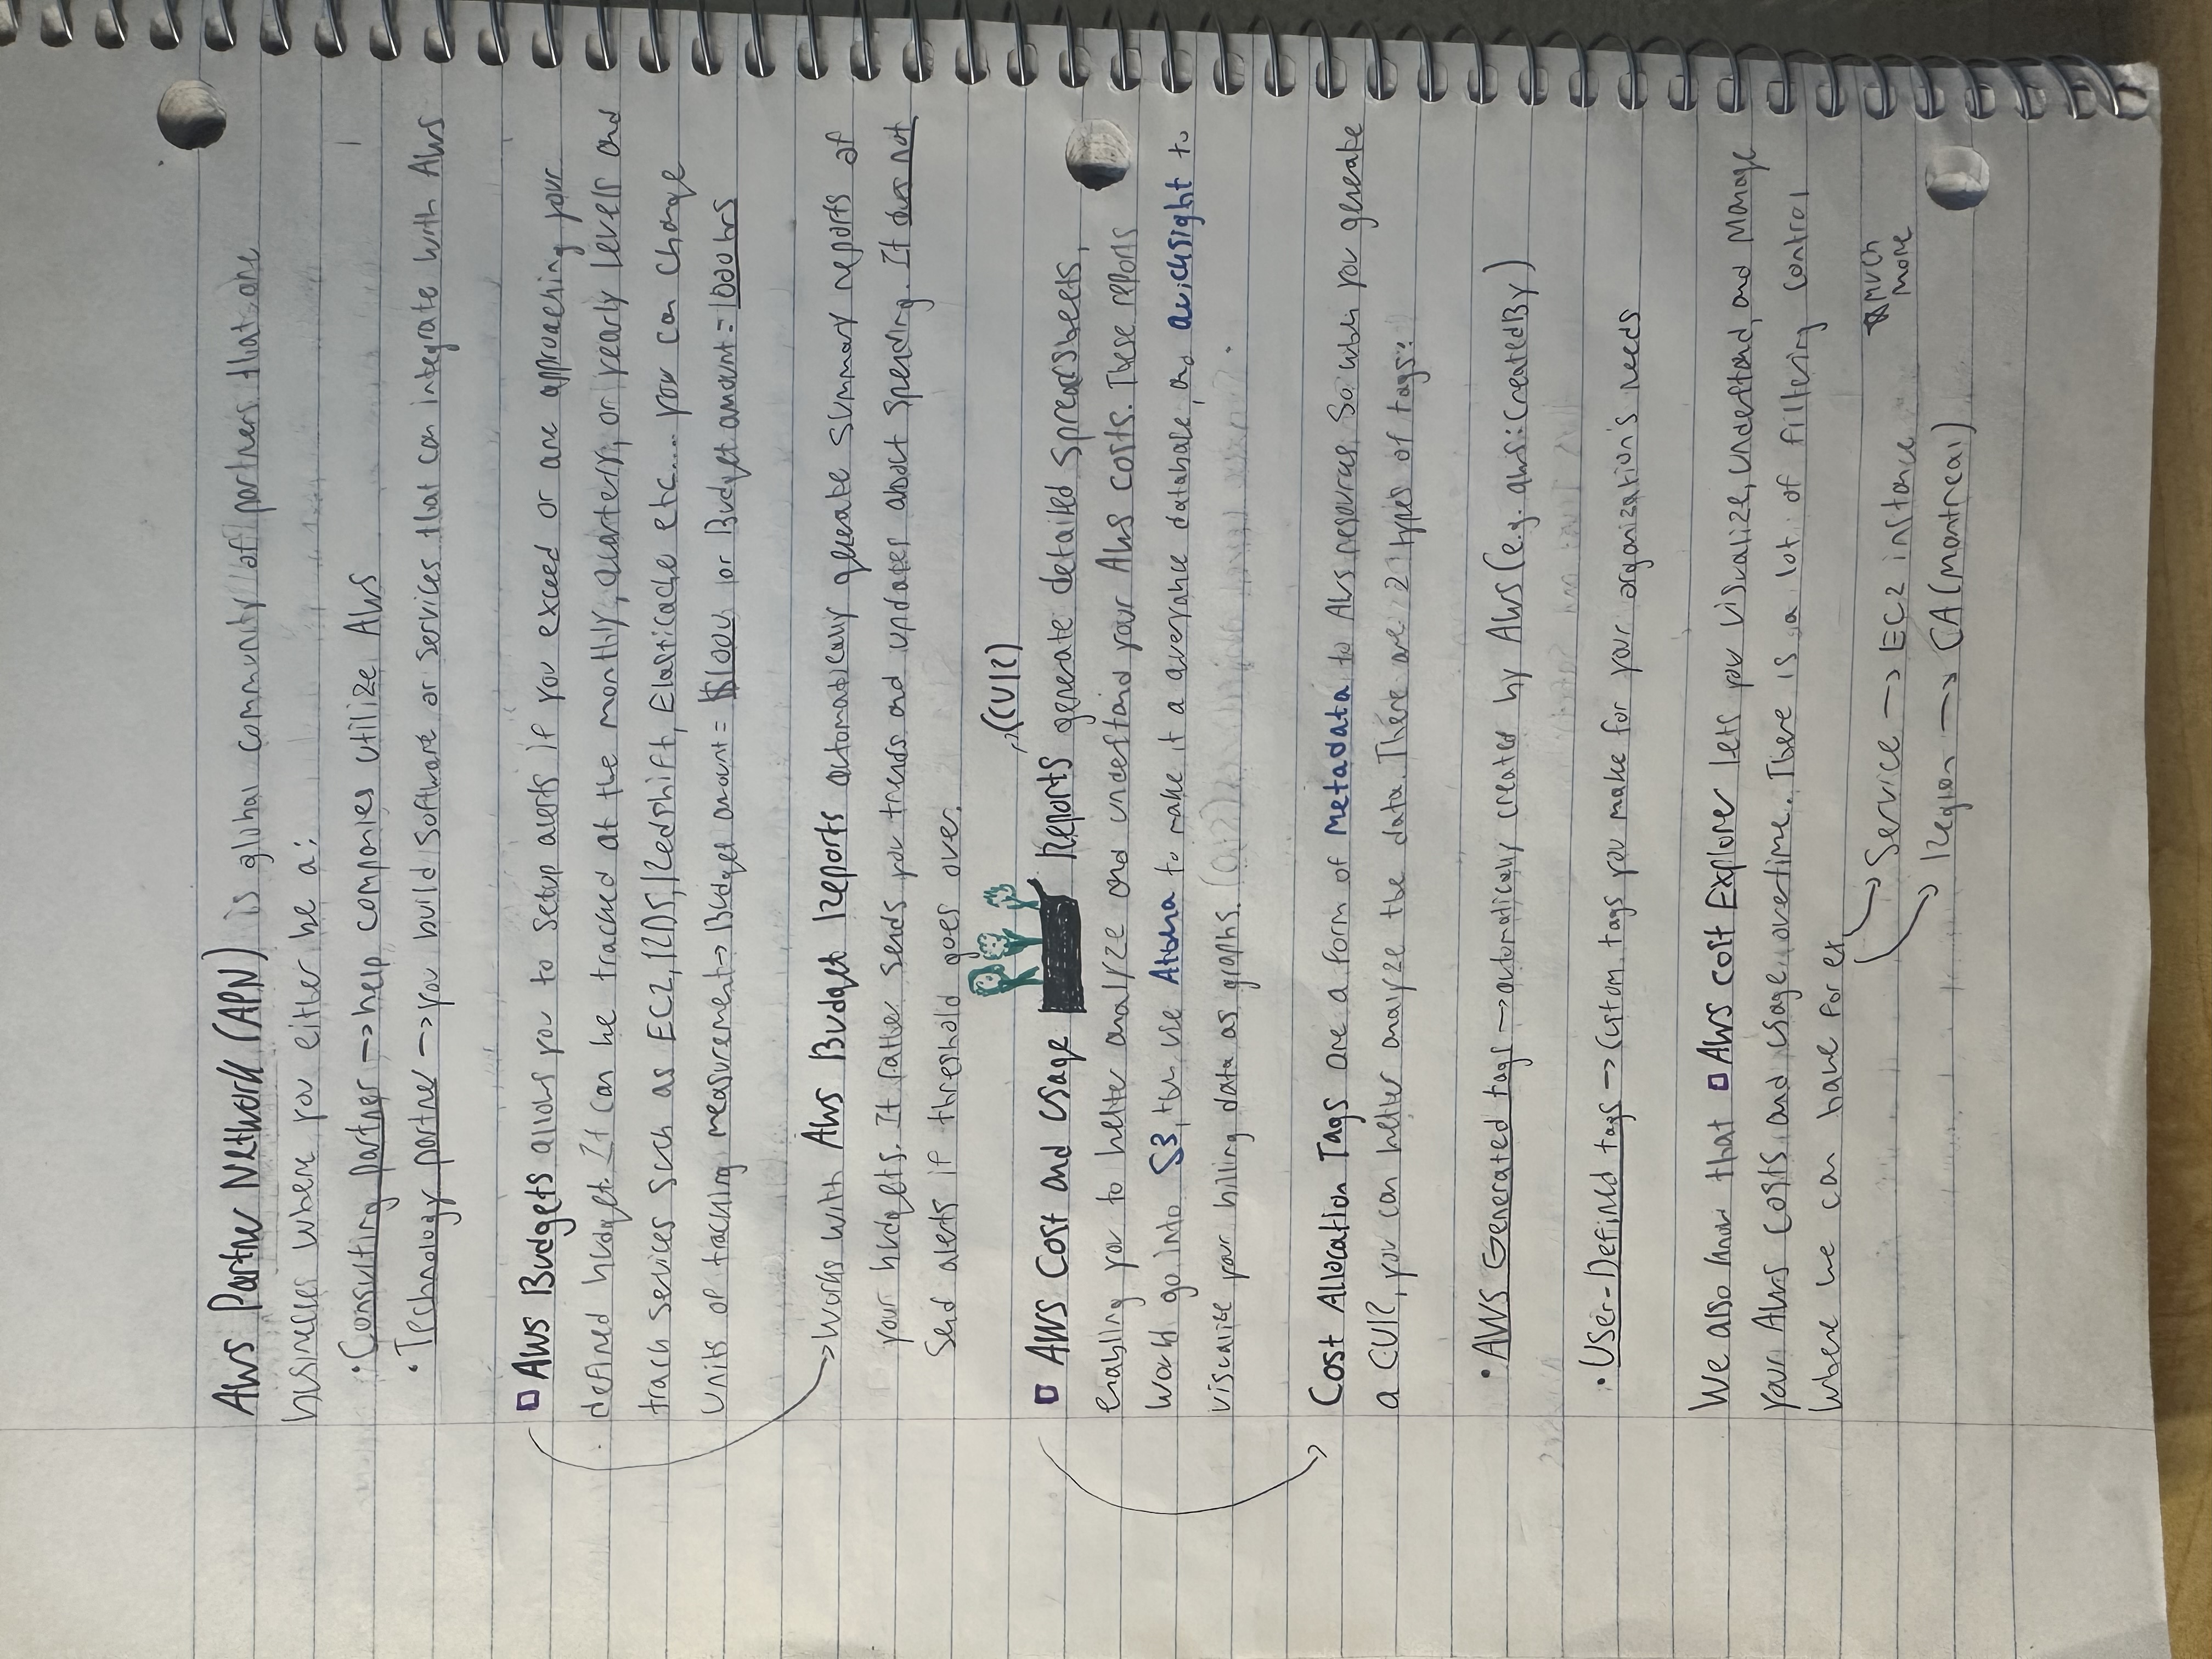 AWS Partner Network (APN) is global community of partners that are
businesses where you either be a:
• Consulting partner → help companies utilize AWS
• Technology partner → you build software or services that can integrate with AWS
AWS Budgets allows you to setup alerts if you exceed or are approaching your
defined budget. It can be tracked at the monthly, quarterly, or yearly levels and
track services such as EC2, RDS, Redshift, Elasticache etc.... you can change
units of tracking measurement → Budget amount = $1000 or Budget amount = 1000 hrs
→ Works with AWS Budget Reports automatically generate summary reports of
your budgets. It rather sends you trends and updates about spending. It does not
send alerts if threshold goes over.
→ (CUR)
AWS Cost and Usage Reports generate detailed spreadsheets,
enabling you to better analyze and understand your AWS costs. These reports
would go into S3, then use Athena to make it a queryable database, and Quicksight to
visualize your billing data as graphs.
Cost Allocation Tags are a form of metadata to AWS resources. So when you generate
a CUR, you can better analyze the data. There are 2 types of tags:
• AWS Generated tags → automatically created by AWS (e.g. aws:CreatedBy)
• User-Defined tags → custom tags you make for your organization's needs
We also know that AWS Cost Explorer lets you visualize, understand, and manage
your AWS costs and usage overtime. There is a lot of filtering control
where we can have for ex,
→ Service → EC2 instance
☆ much
more
→ Region → CA (Montreal)